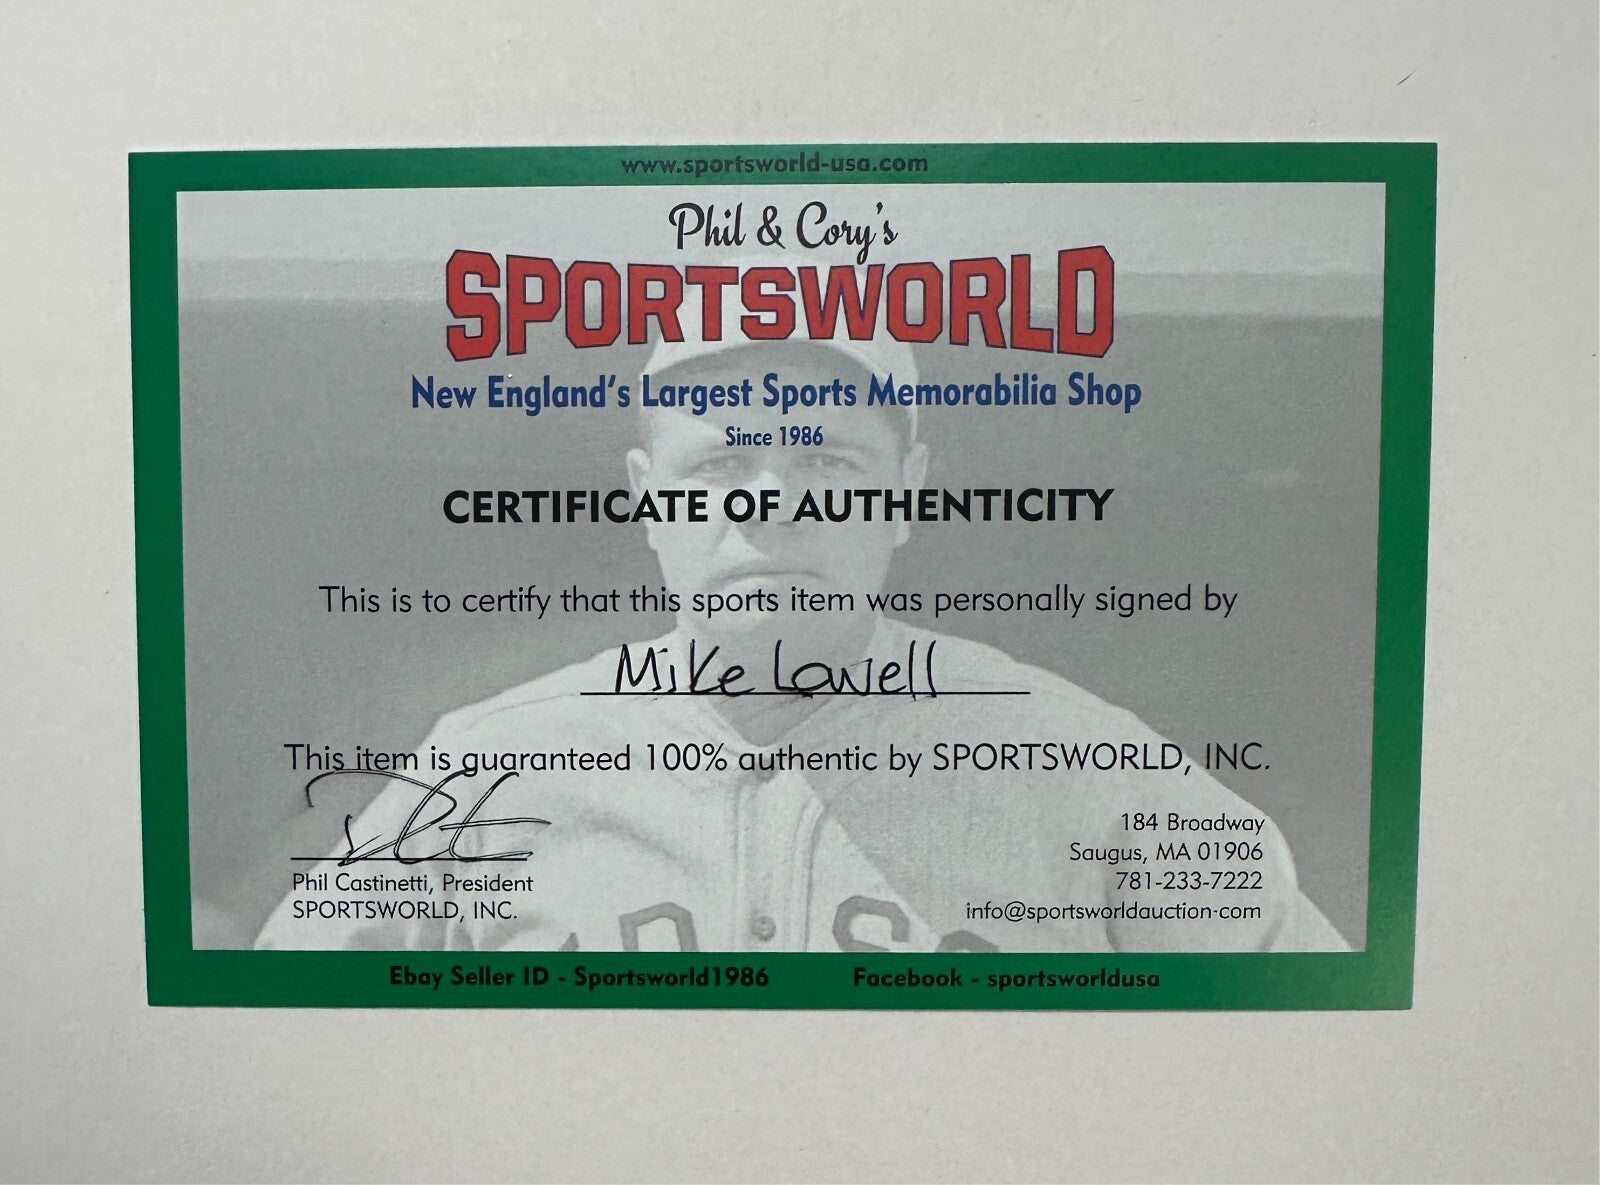 www.sportsworld-usa.com
Phil & Cory's
SPORTSWORLD
New England's Largest Sports Memorabilia Shop
Since 1986
CERTIFICATE OF AUTHENTICITY
This is to certify that this sports item was personally signed by
Mike Lowell
This item is guaranteed 100% authentic by SPORTSWORLD, INC.
184 Broadway
Saugus, MA 01906
781-233-7222
info@sportsworldauction.com
Phil Castinetti, President
SPORTSWORLD, INC.
Ebay Seller ID - Sportsworld1986
Facebook - sportsworldusa